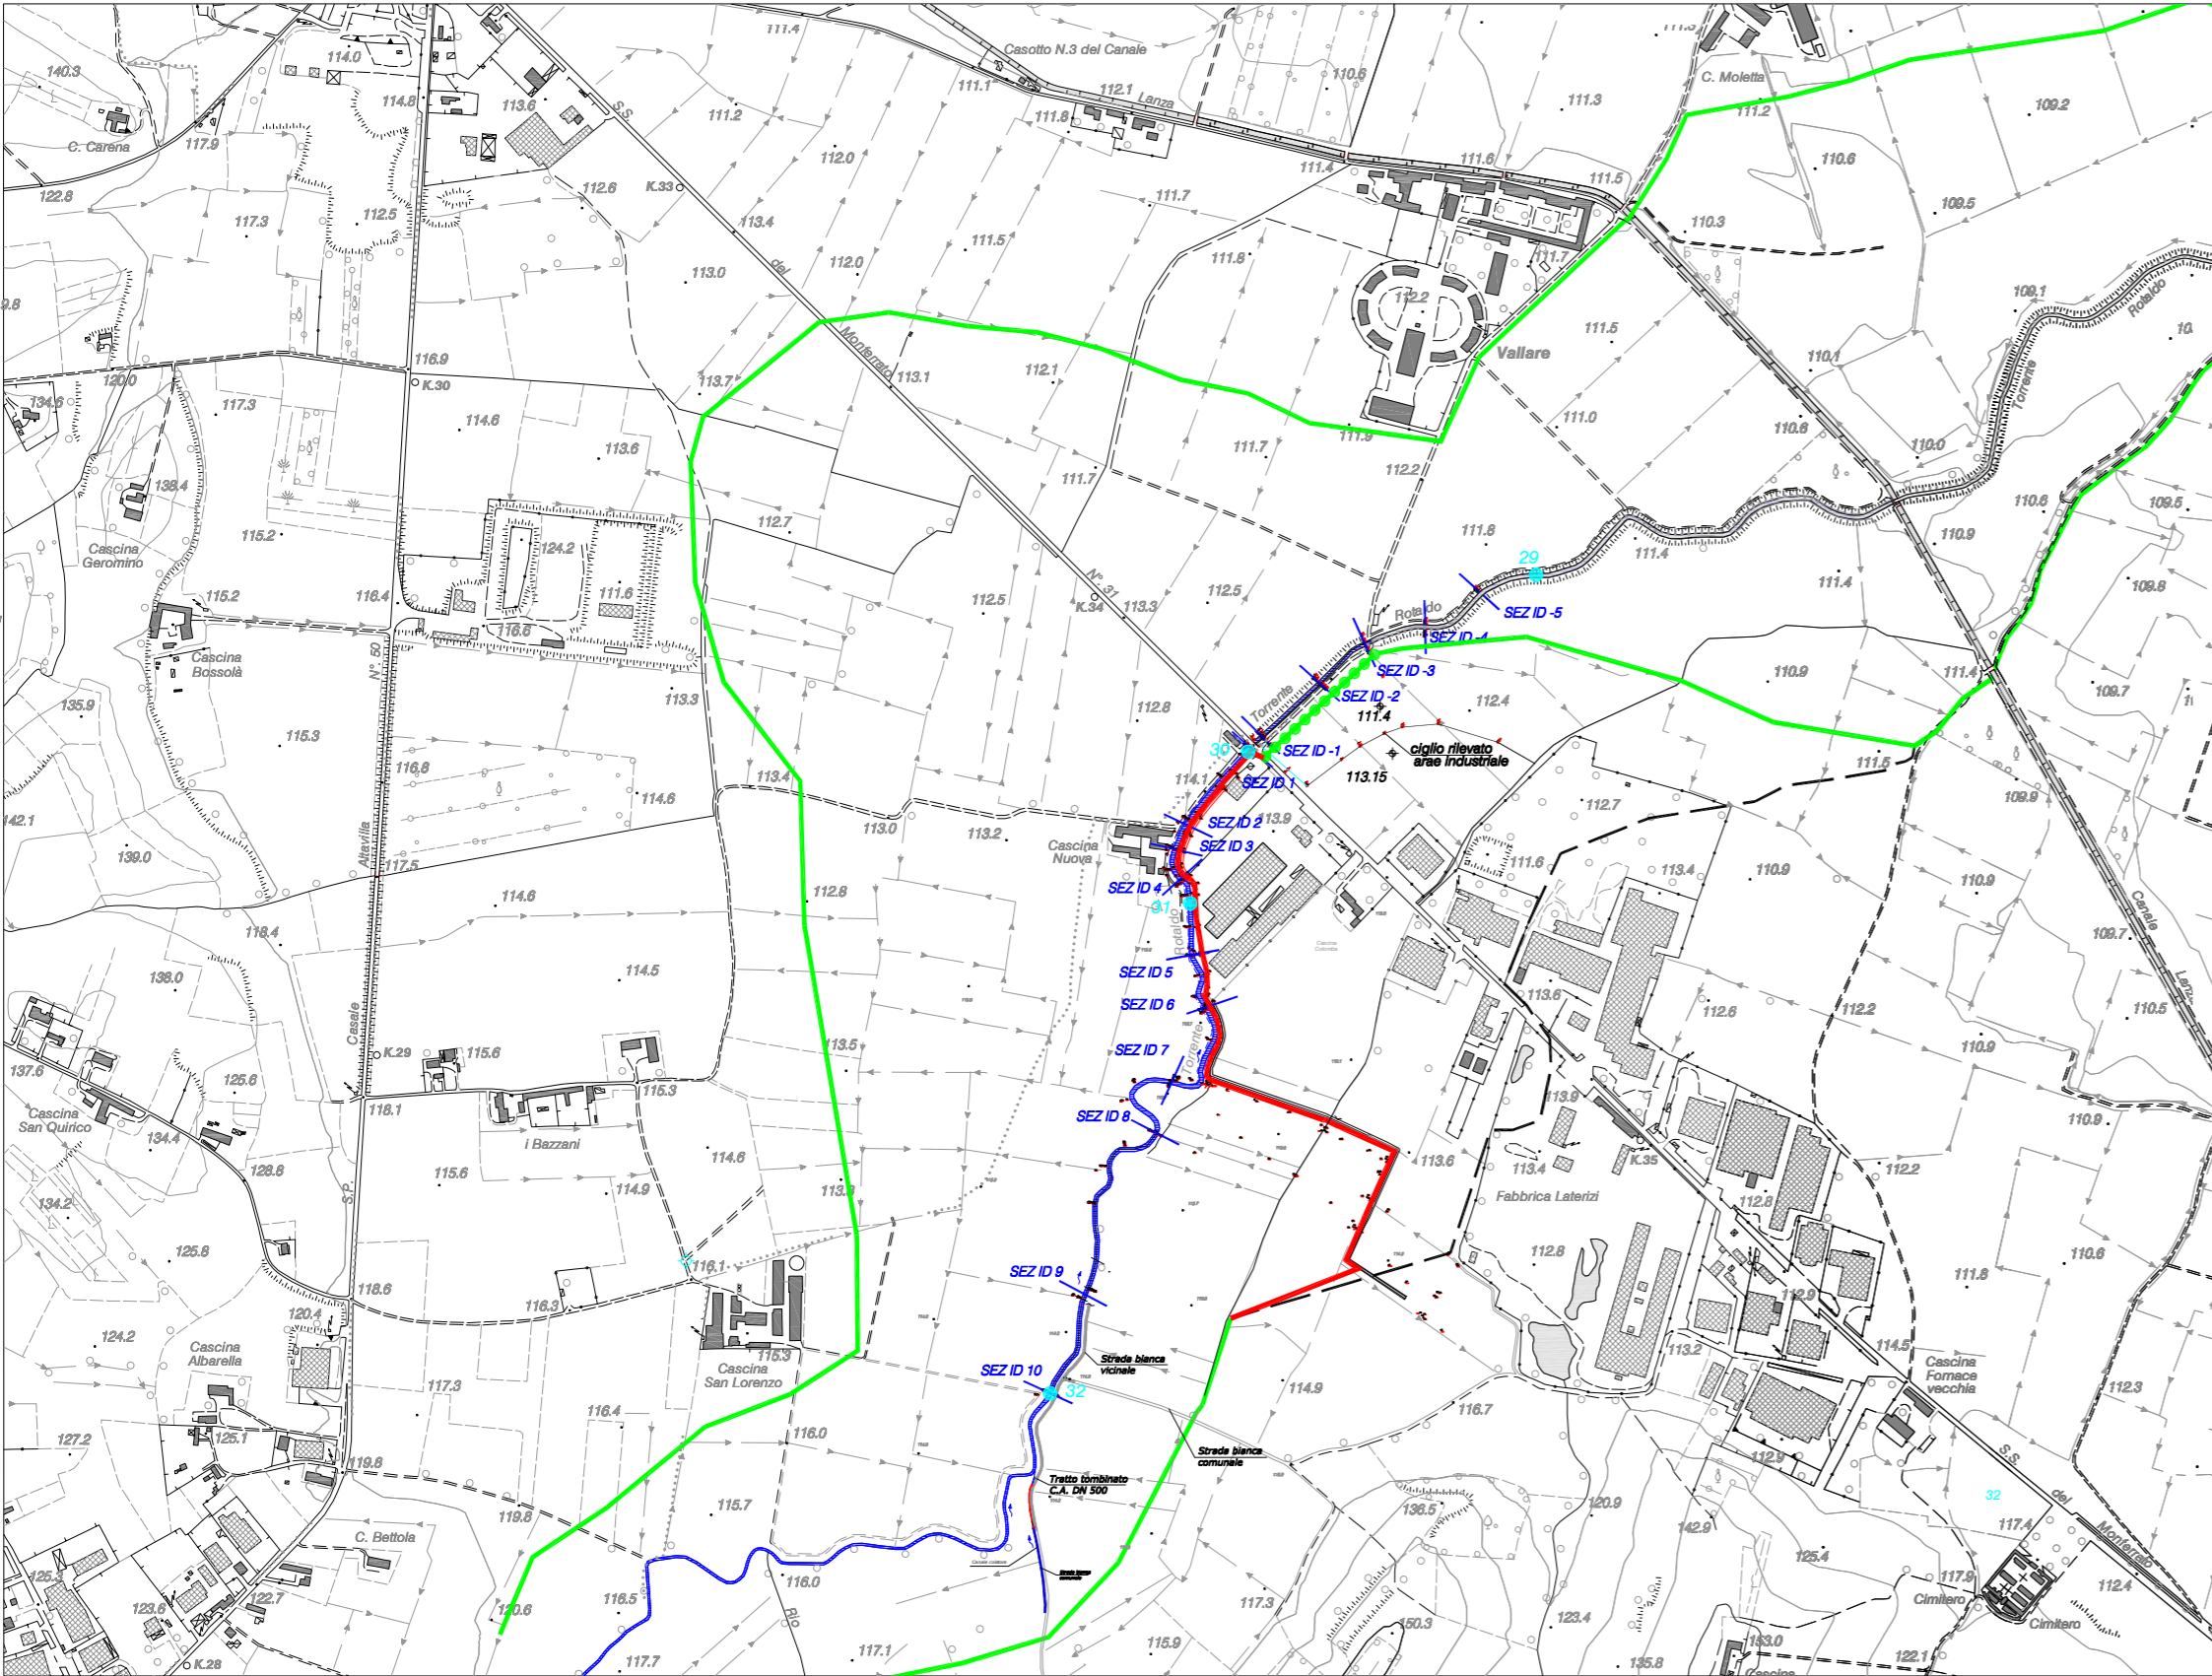 111.4
Casotto N.3 del Canale
C. Moletta
140.3
114.0
114.8
113.6
S.S.
111.2
111.1
112.1
Lanza
110.6
111.3
111.2
109.2
C. Carena
117.9
112.0
111.8
111.4
111.6
111.5
110.6
122.8
117.3
112.5
112.6
K.33
113.4
111.7
111.8
111.7
110.3
109.5
111.5
113.0
del
112.0
112.2
109.1
Rotaldo
9.8
120.0
116.9
K.30
Monferrato
113.7
113.1
112.1
Vallare
111.5
110.1
Torrente
134.6
117.3
114.6
113.6
111.7
111.9
111.0
110.6
110.0
138.4
111.7
112.2
110.6
109.5
Cascina
Geromino
115.2
124.2
112.7
N°. 31
111.8
29
111.4
110.9
115.2
116.4
111.6
112.5
K.34
113.3
112.5
111.4
109.8
116.6
Rotaldo
SEZ ID -5
SEZ ID -4
Cascina
Bossolà
N°. 50
113.3
SEZ ID -3
110.9
111.4
109.7
135.9
115.3
112.8
Torrente
SEZ ID -2
112.4
111.4
30
SEZ ID -1
ciglio rilevato
arae industriale
113.15
111.5
116.8
113.4
114.6
114.1
SEZ ID 1
112.7
109.9
142.1
139.0
Altavilla
117.5
113.0
113.2
Cascina
Nuova
SEZ ID 2
SEZ ID 3
113.9
111.6
113.4
110.9
110.9
114.6
112.8
SEZ ID 4
31
Rotaldo
Canale
118.4
109.7
138.0
114.5
SEZ ID 5
113.6
112.6
112.2
Lanza
110.5
Casale
SEZ ID 6
113.5
K.29
115.6
SEZ ID 7
Torrente
110.9
137.6
125.6
118.1
115.3
113.9
Cascina
San Quirico
134.4
i Bazzani
SEZ ID 8
110.9
128.6
115.6
114.6
113.6
113.4
K.35
112.2
134.2
S.P.
114.9
113.8
Fabbrica Laterizi
112.8
125.8
116.1
SEZ ID 9
112.8
110.6
118.6
116.3
111.8
112.9
120.4
124.2
Cascina
Albarella
115.3
Cascina
San Lorenzo
SEZ ID 10
32
Strada bianca
vicinale
113.2
114.5
Cascina
Fornace
vecchia
117.3
116.4
114.9
116.7
112.3
127.2
125.1
116.0
Strada bianca
comunale
112.9
S.S.
119.8
Tratto tombinato
C.A. DN 500
119.8
115.7
136.5
120.9
142.9
32
del
117.4
Monferrato
C. Bettola
125.4
125.3
123.6
122.7
120.6
116.5
116.0
Rio
117.3
150.3
123.4
117.9
Cimitero
112.4
Cimitero
K.28
117.7
117.1
115.9
135.8
153.0
122.1
Cascina